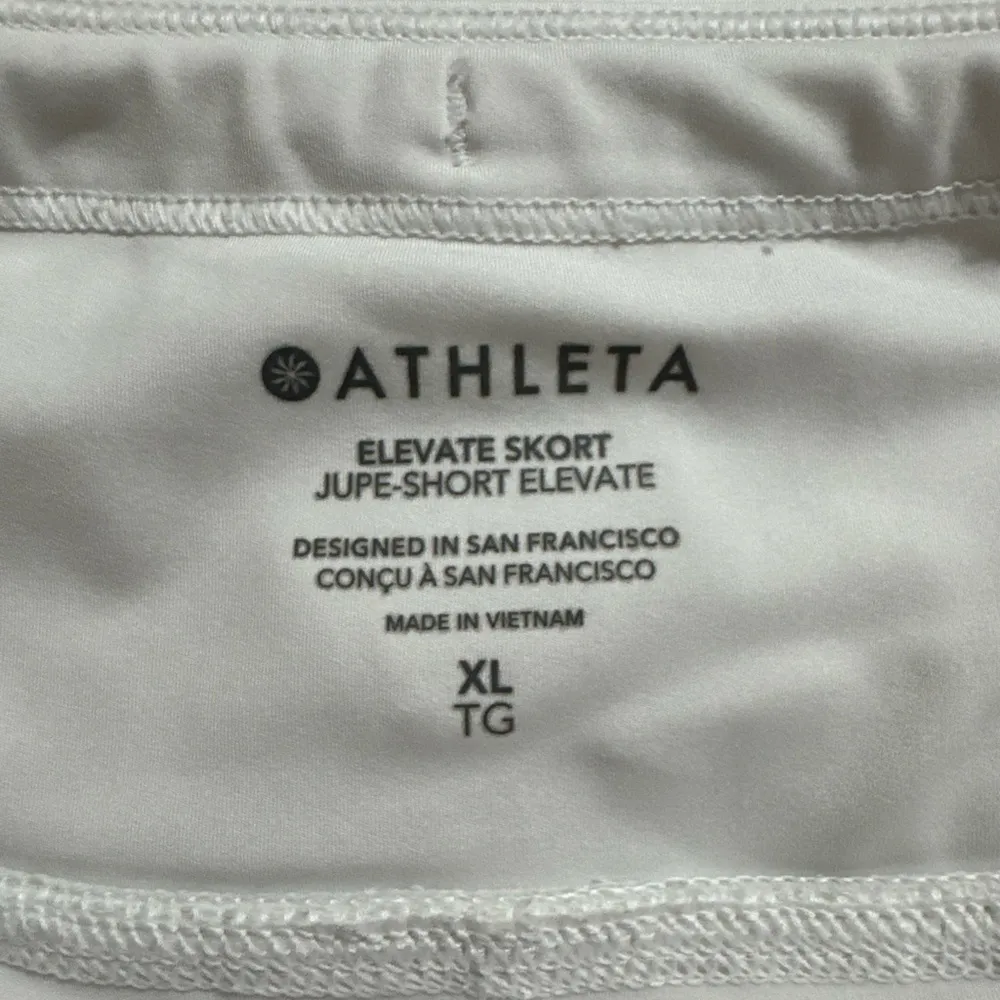 ATHLETA
ELEVATE SKORT
JUPE-SHORT ELEVATE
DESIGNED IN SAN FRANCISCO
CONÇU À SAN FRANCISCO
MADE IN VIETNAM
XL
TG